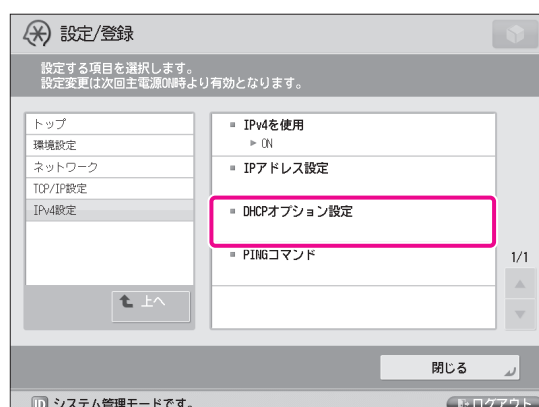 設定/登録
設定する項目を選択します。
設定変更は次回主電源ON時より有効となります。
トップ
環境設定
ネットワーク
TCP/IP設定
IPv4設定
上へ
IPv4を使用
► ON
IPアドレス設定
DHCPオプション設定
PINGコマンド
1/1
閉じる
ID システム管理モードです。
ログアウト